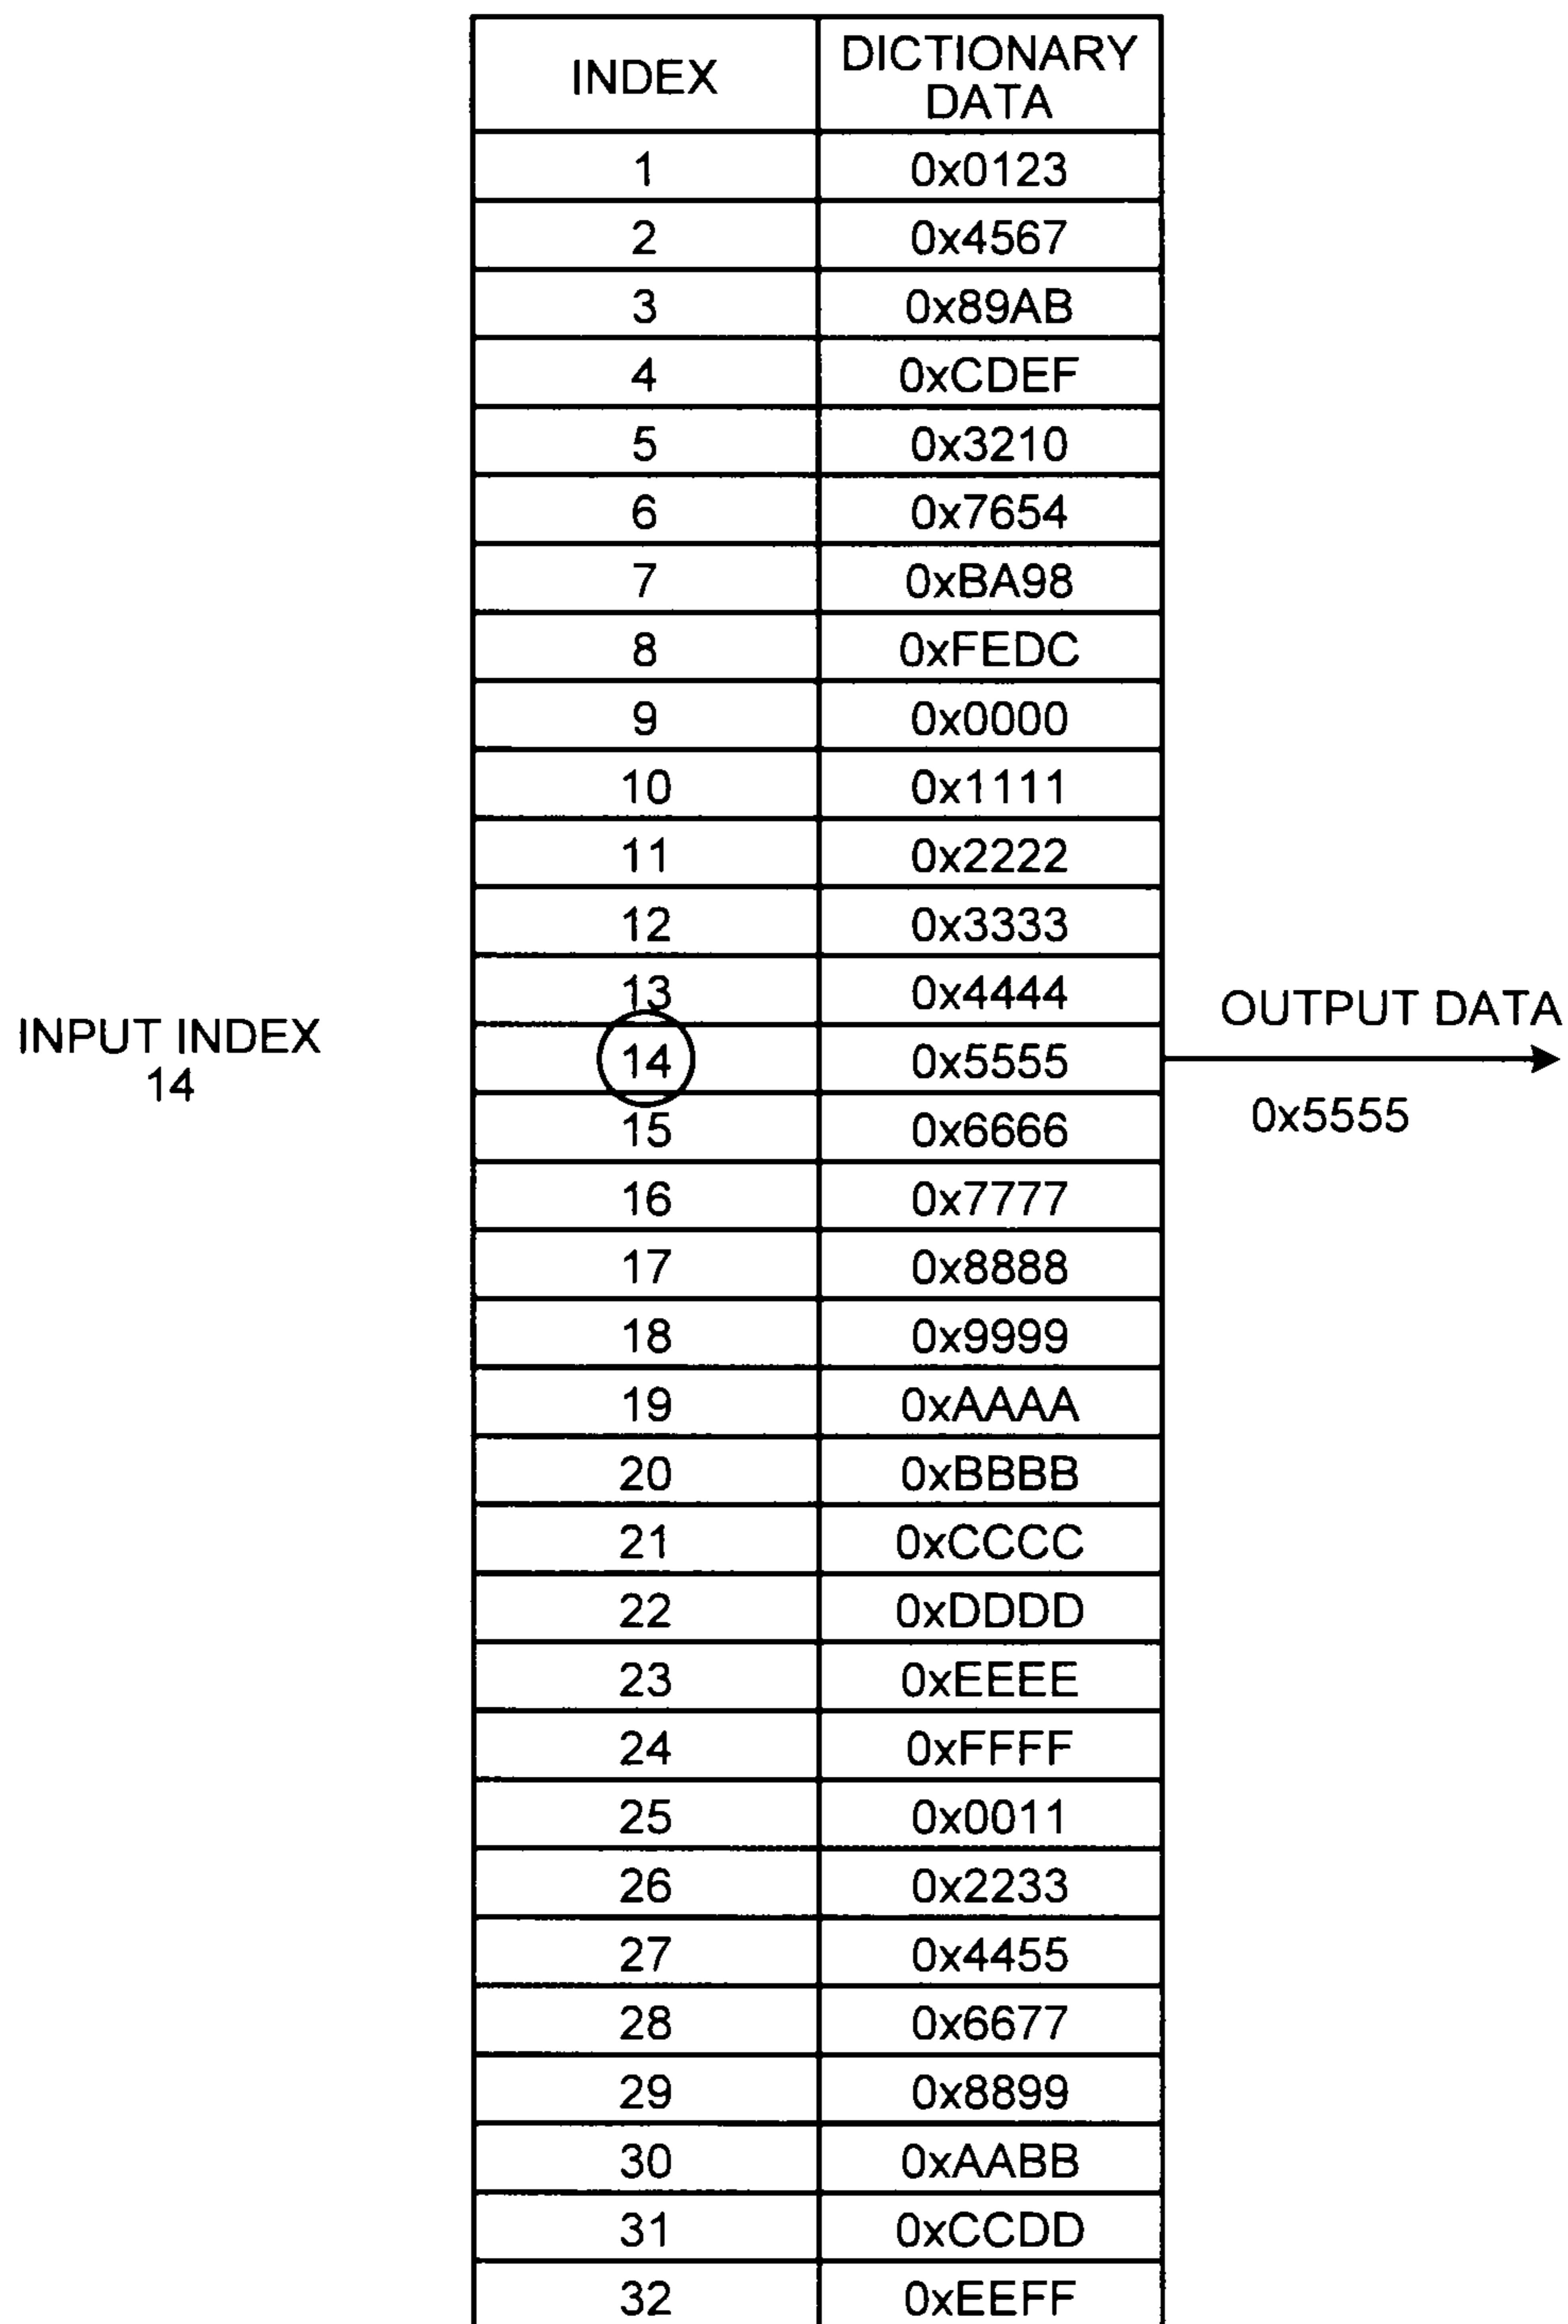 INDEX DICTIONARY
DATA
1 0x0123
2 0x4567
3 0x89AB
4 0xCDEF
5 0x3210
6 0x7654
7 0xBA98
8 0xFEDC
9 0x0000
10 0x1111
11 0x2222
12 0x3333
13 0x4444
14 0x5555
15 0x6666
16 0x7777
17 0x8888
18 0x9999
19 0xAAAA
20 0xBBBB
21 0xCCCC
22 0xDDDD
23 0xEEEE
24 0xFFFF
25 0x0011
26 0x2233
27 0x4455
28 0x6677
29 0x8899
30 0xAABB
31 0xCCDD
32 0xEEFF
INPUT INDEX
14
OUTPUT DATA
0x5555